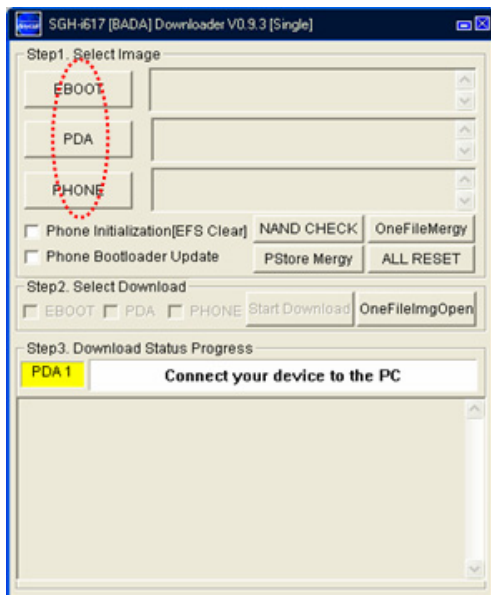 SGH-i617 [BADA] Downloader V0.9.3 [Single]
Step1. Select Image
EBOOT
PDA
PHONE
Phone Initialization[EFS Clear] NAND CHECK OneFileMergy
Phone Bootloader Update PStore Mergy ALL RESET
Step2. Select Download
EBOOT PDA PHONE Start Download OneFileImgOpen
Step3. Download Status Progress
PDA 1 Connect your device to the PC